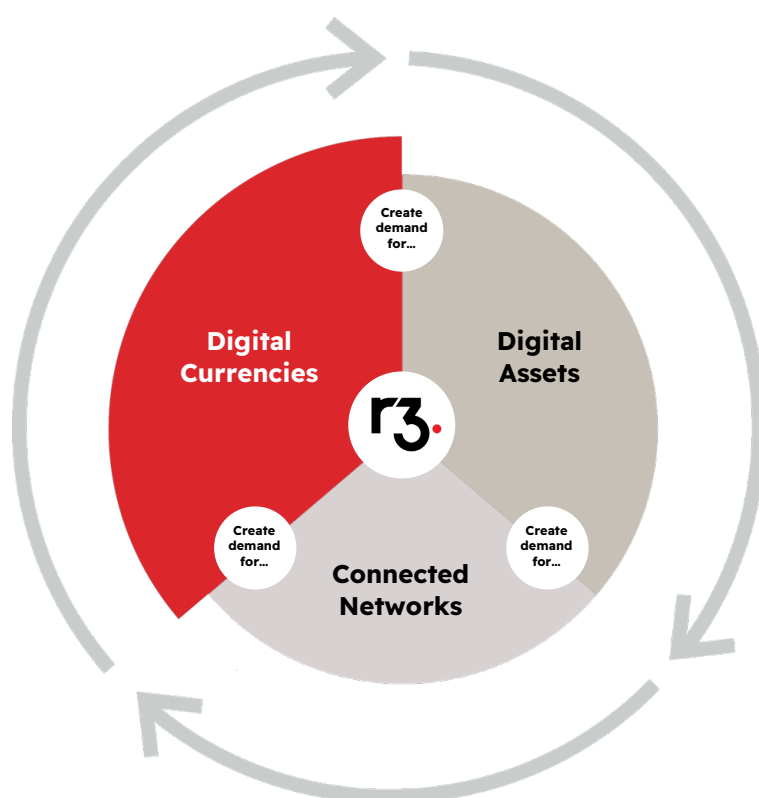 Create
demand
for...
Digital
Currencies
Digital
Assets
r3.
Create
demand
for...
Create
demand
for...
Connected
Networks